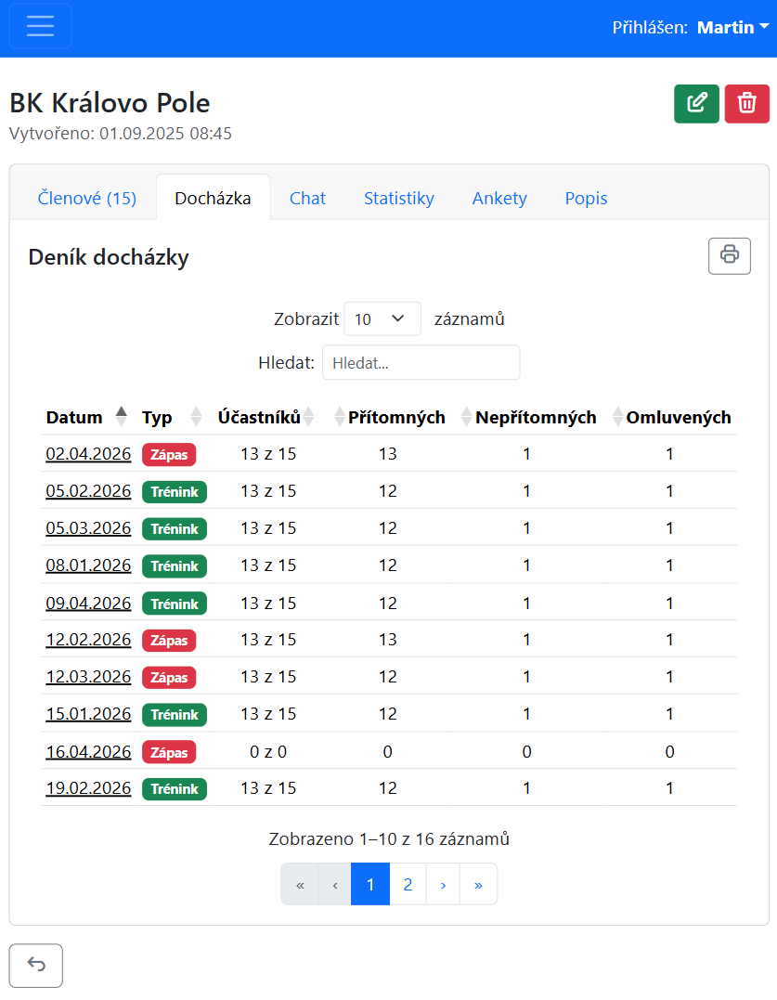 Přihlášen: Martin
BK Královo Pole
Vytvořeno: 01.09.2025 08:45
Členové (15) Docházka Chat Statistiky Ankety Popis
Deník docházky
Zobrazit 10 záznamů
Hledat: Hledat...
Datum Typ Účastníků Přítomných Nepřítomných Omluvených
02.04.2026 Zápas 13 z 15 13 1 1
05.02.2026 Trénink 13 z 15 12 1 1
05.03.2026 Trénink 13 z 15 12 1 1
08.01.2026 Trénink 13 z 15 12 1 1
09.04.2026 Trénink 13 z 15 12 1 1
12.02.2026 Zápas 13 z 15 13 1 1
12.03.2026 Zápas 13 z 15 12 1 1
15.01.2026 Trénink 13 z 15 12 1 1
16.04.2026 Zápas 0 z 0 0 0 0
19.02.2026 Trénink 13 z 15 12 1 1
Zobrazeno 1–10 z 16 záznamů
« ‹ 1 2 › »